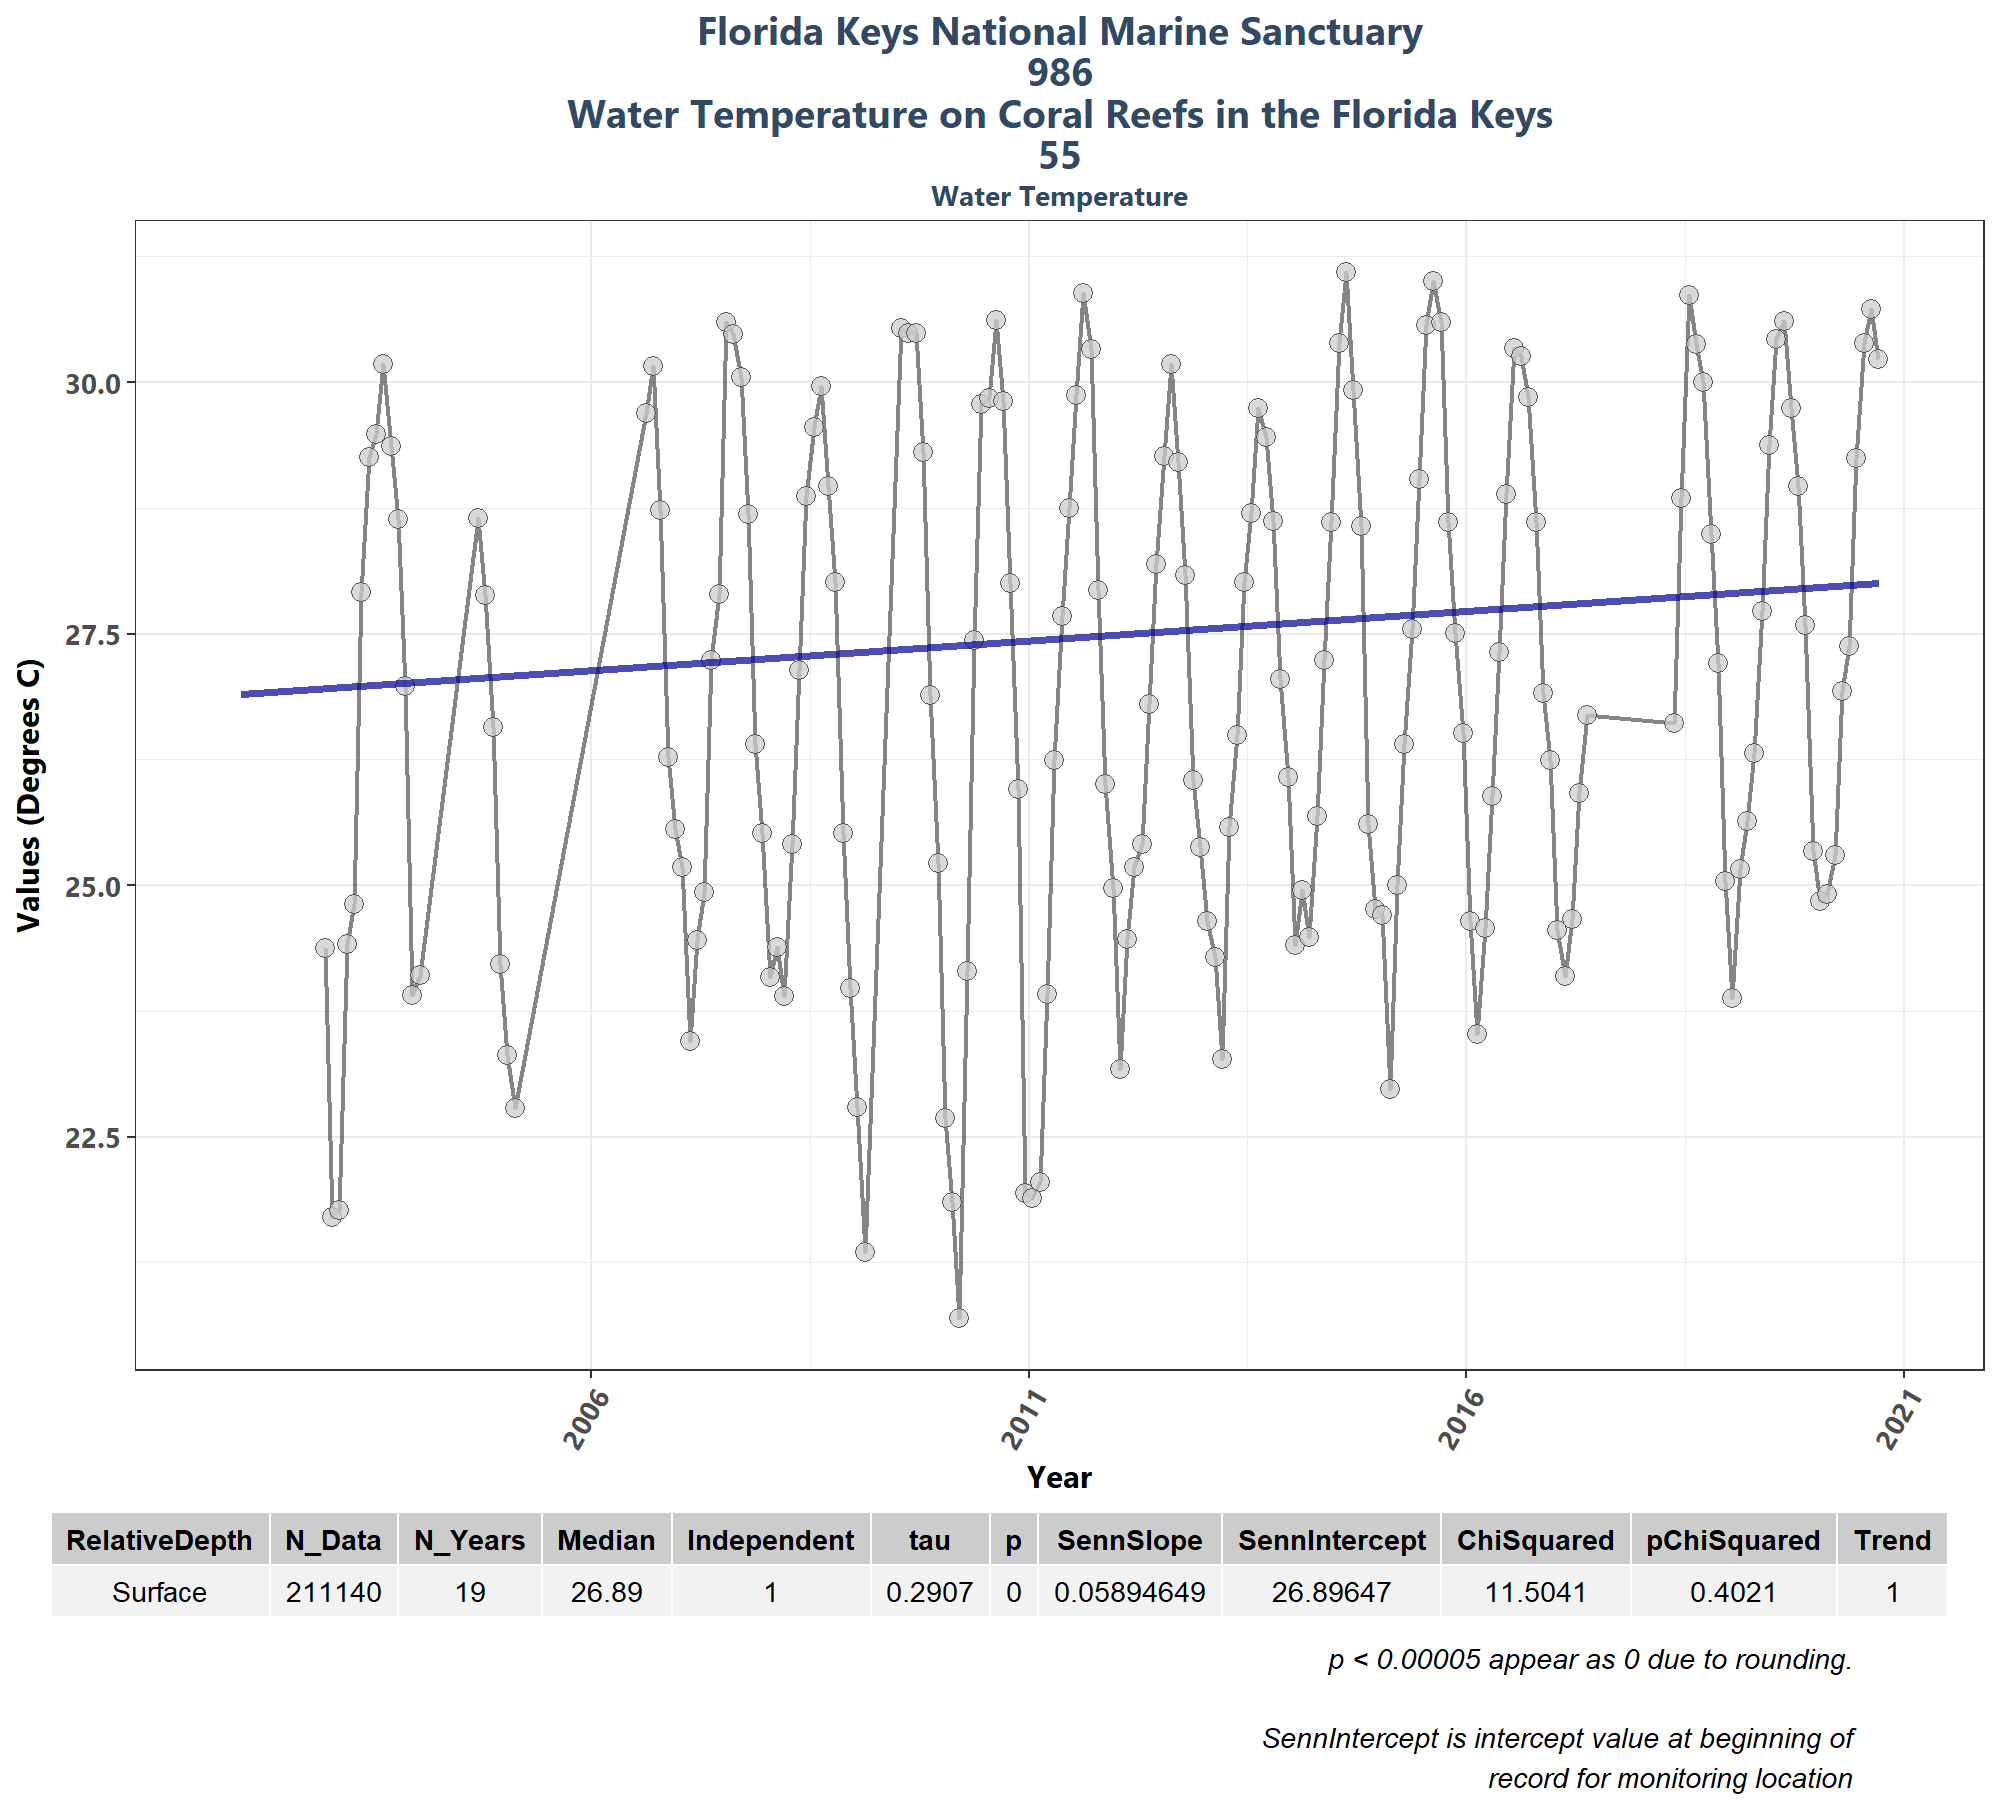 Florida Keys National Marine Sanctuary
986
Water Temperature on Coral Reefs in the Florida Keys
55
Water Temperature
Values (Degrees C)
30.0
27.5
25.0
22.5
2006
2011
2016
2021
Year
RelativeDepth N_Data N_Years Median Independent tau p SennSlope SennIntercept ChiSquared pChiSquared Trend
Surface 211140 19 26.89 1 0.2907 0 0.05894649 26.89647 11.5041 0.4021 1
p < 0.00005 appear as 0 due to rounding.
SennIntercept is intercept value at beginning of
record for monitoring location